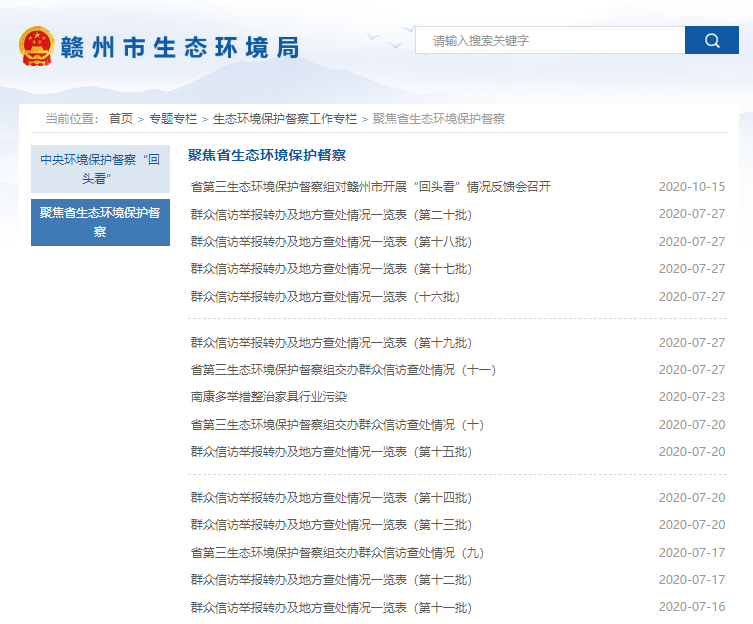 赣州市生态环境局
请输入搜索关键字
当前位置： 首页 > 专题专栏 > 生态环境保护督察工作专栏 > 聚焦省生态环境保护督察
中央环境保护督察“回
头看”
聚焦省生态环境保护督
察
聚焦省生态环境保护督察
省第三生态环境保护督察组对赣州市开展“回头看”情况反馈会召开 2020-10-15
群众信访举报转办及地方查处情况一览表（第二十批） 2020-07-27
群众信访举报转办及地方查处情况一览表（第十八批） 2020-07-27
群众信访举报转办及地方查处情况一览表（第十七批） 2020-07-27
群众信访举报转办及地方查处情况一览表（十六批） 2020-07-27
群众信访举报转办及地方查处情况一览表（第十九批） 2020-07-27
省第三生态环境保护督察组交办群众信访查处情况（十一） 2020-07-27
南康多举措整治家具行业污染 2020-07-23
省第三生态环境保护督察组交办群众信访查处情况（十） 2020-07-20
群众信访举报转办及地方查处情况一览表（第十五批） 2020-07-20
群众信访举报转办及地方查处情况一览表（第十四批） 2020-07-20
群众信访举报转办及地方查处情况一览表（第十三批） 2020-07-20
省第三生态环境保护督察组交办群众信访查处情况（九） 2020-07-17
群众信访举报转办及地方查处情况一览表（第十二批） 2020-07-17
群众信访举报转办及地方查处情况一览表（第十一批） 2020-07-16